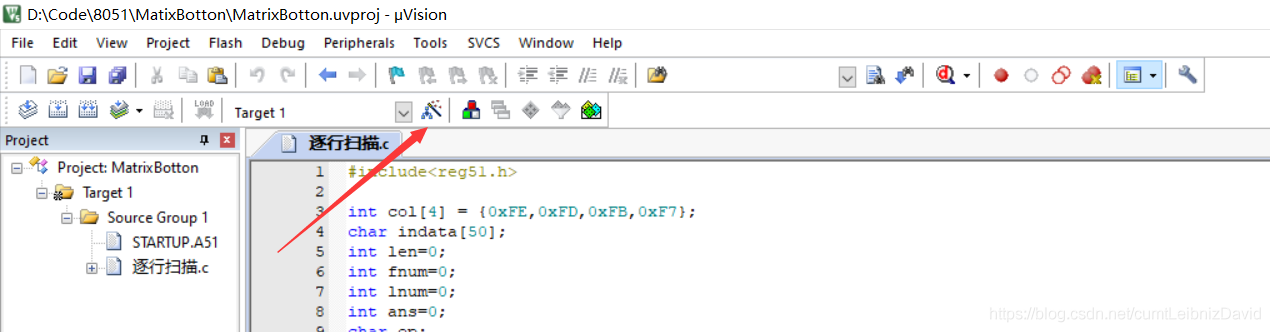 D:\Code\8051\MatixBotton\MatrixBotton.uvproj - µVision
File Edit View Project Flash Debug Peripherals Tools SVCS Window Help
LOAD
Target 1
Project
逐行扫描.c
Project: MatrixBotton
Target 1
Source Group 1
STARTUP.A51
逐行扫描.c
1 #include<reg51.h>
2
3 int col[4] = {0xFE,0xFD,0xFB,0xF7};
4 char indata[50];
5 int len=0;
6 int fnum=0;
7 int lnum=0;
8 int ans=0;
9 char op;
https://blog.csdn.net/cumtLeibnizDavid